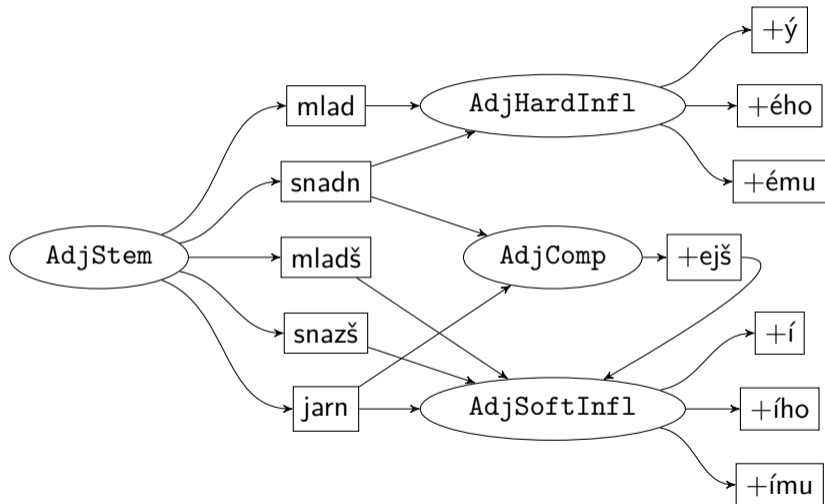 +ý
mlad
AdjHardInfl
+ého
snadn
+ému
AdjStem
mladš
AdjComp
+ejš
snazš
+í
jarn
AdjSoftInfl
+ího
+ímu